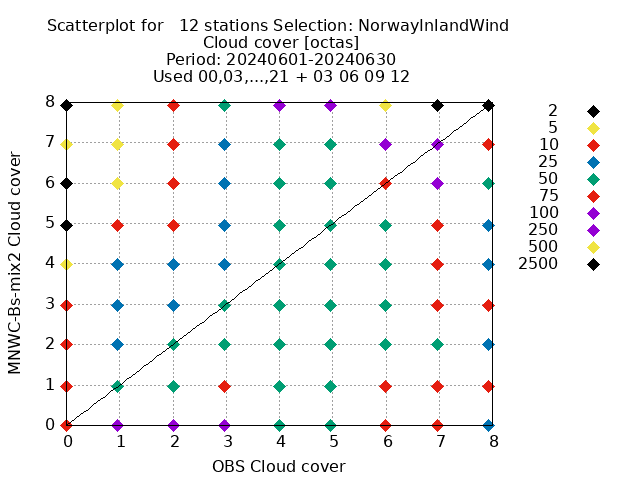 Scatterplot for   12 stations Selection: NorwayInlandWind
Cloud cover [octas]
Period: 20240601-20240630
Used 00,03,...,21 + 03 06 09 12
8
7
6
5
4
3
2
1
0
MNWC-Bs-mix2 Cloud cover
0 1 2 3 4 5 6 7 8
OBS Cloud cover
2
5
10
25
50
75
100
250
500
2500